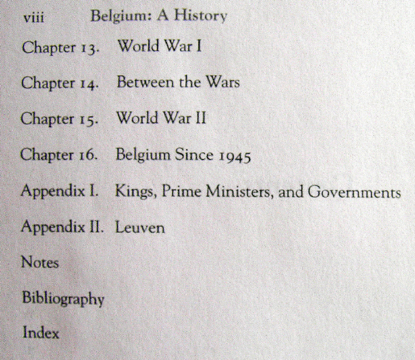 viii Belgium: A History
Chapter 13. World War I
Chapter 14. Between the Wars
Chapter 15. World War II
Chapter 16. Belgium Since 1945
Appendix I. Kings, Prime Ministers, and Governments
Appendix II. Leuven
Notes
Bibliography
Index